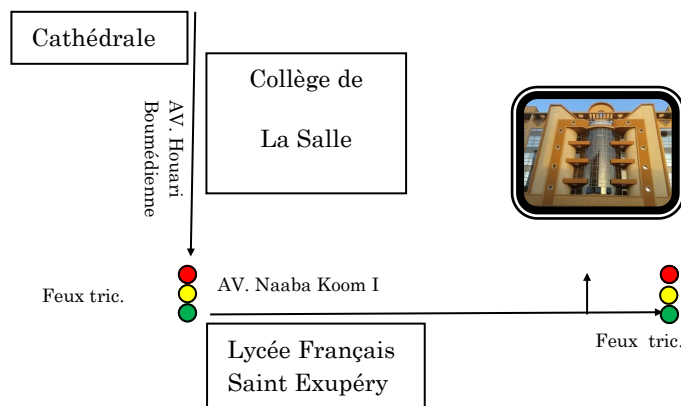 Cathédrale
Collège de
La Salle
AV. Houari
Boumédienne
Feux tric.
AV. Naaba Koom I
Feux tric.
Lycée Français
Saint Exupéry